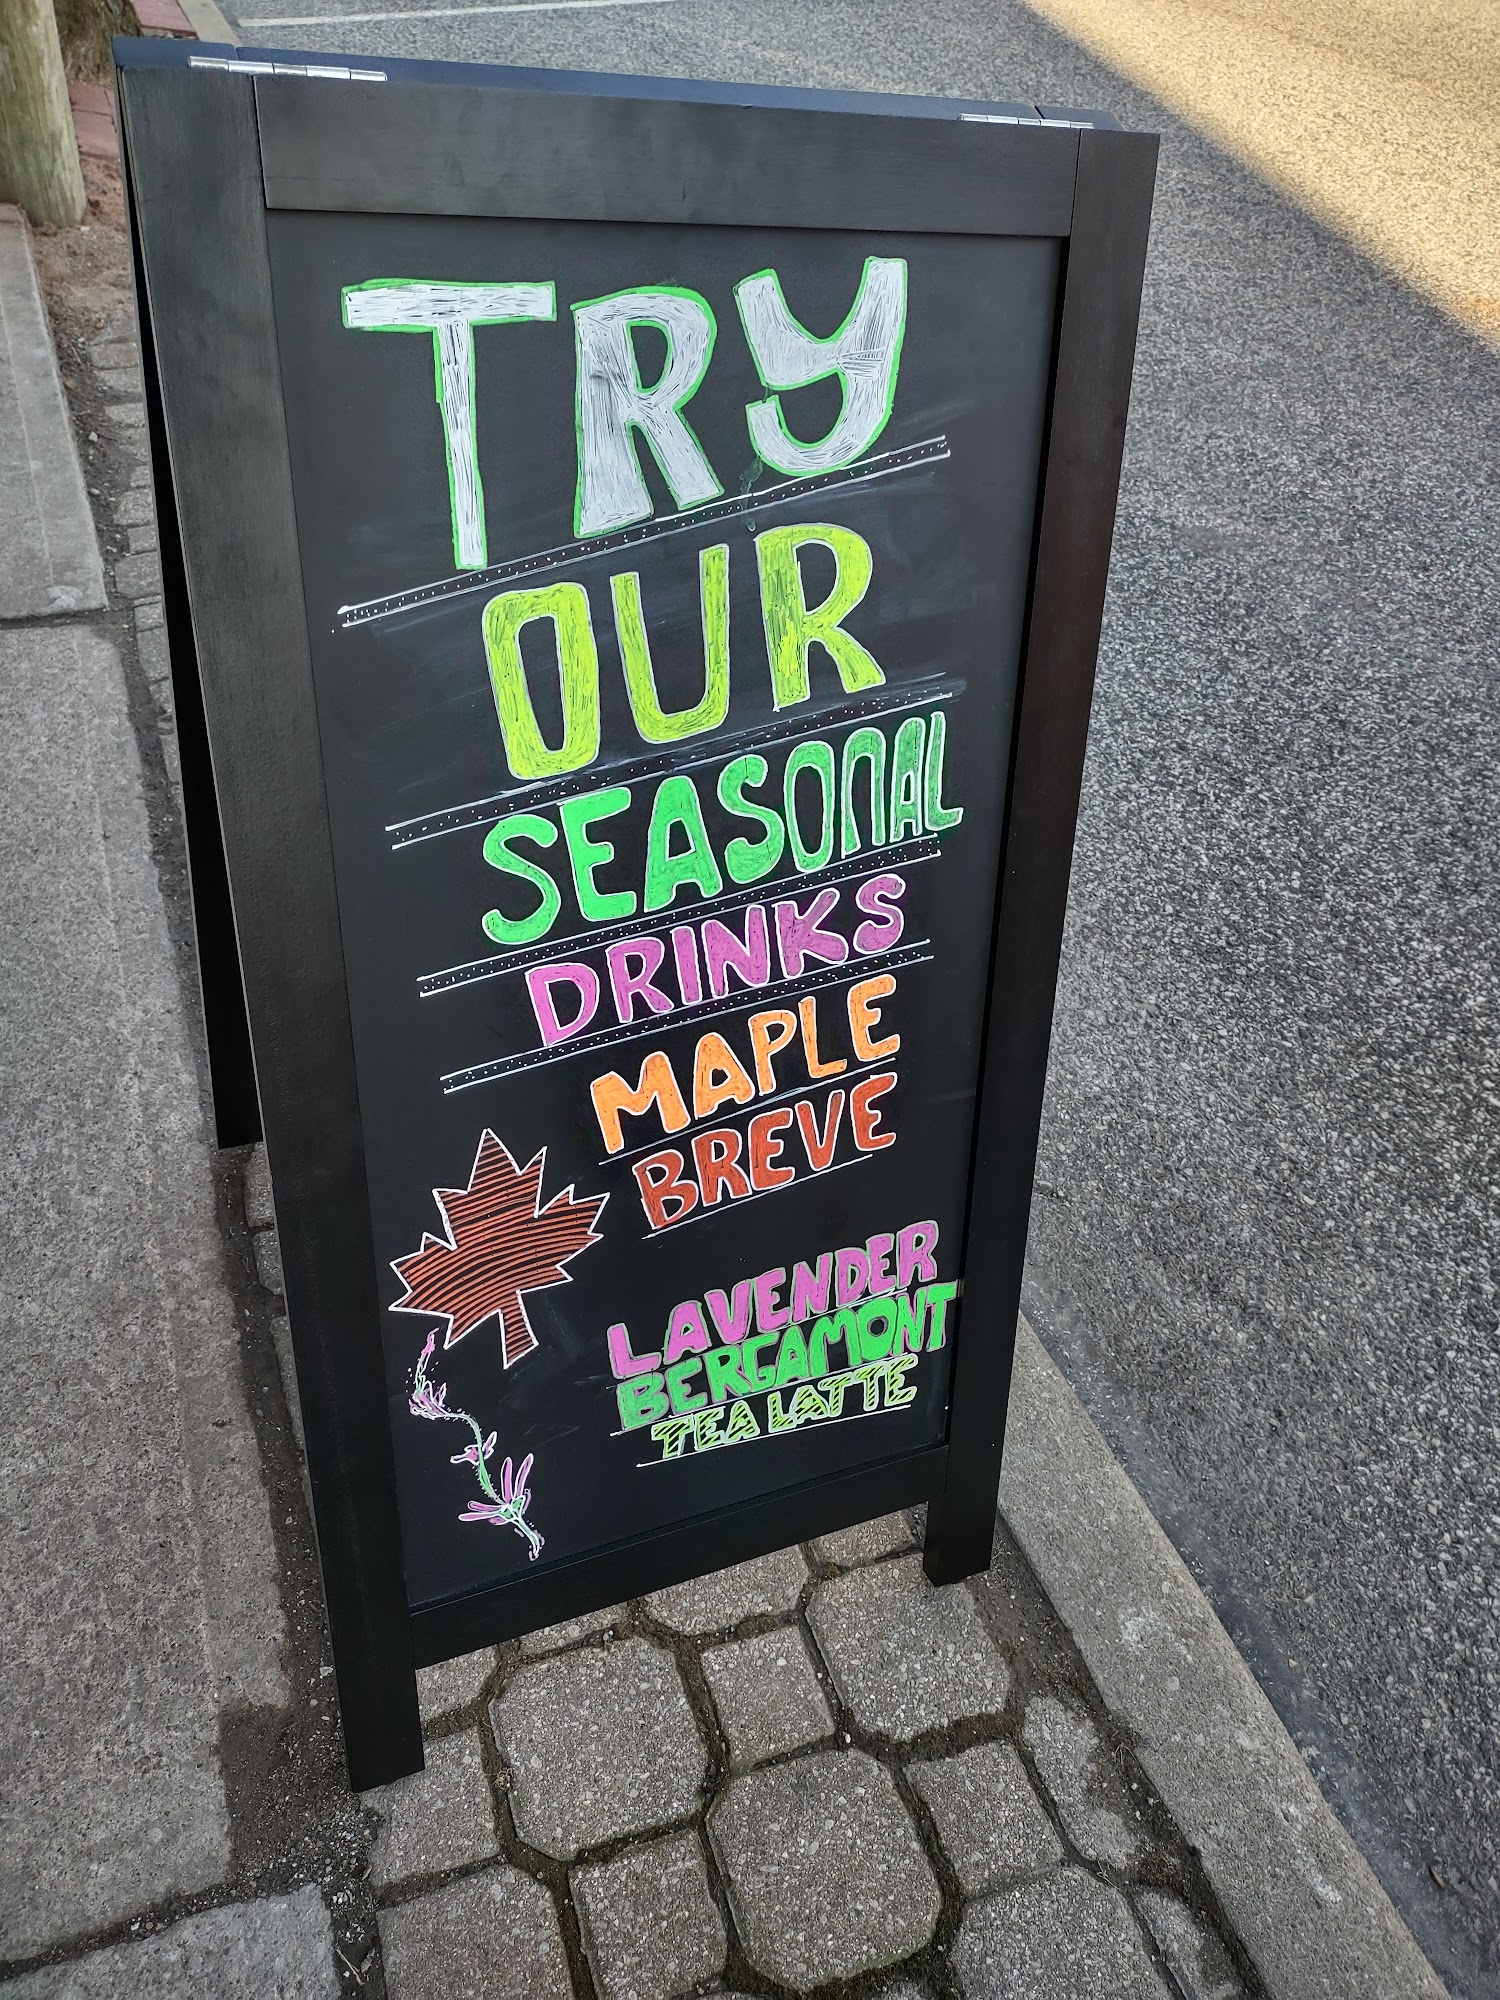 TRY
OUR
SEASONAL
DRINKS
MAPLE
BREVE
LAVENDER
BERGAMONT
TEA LATTE